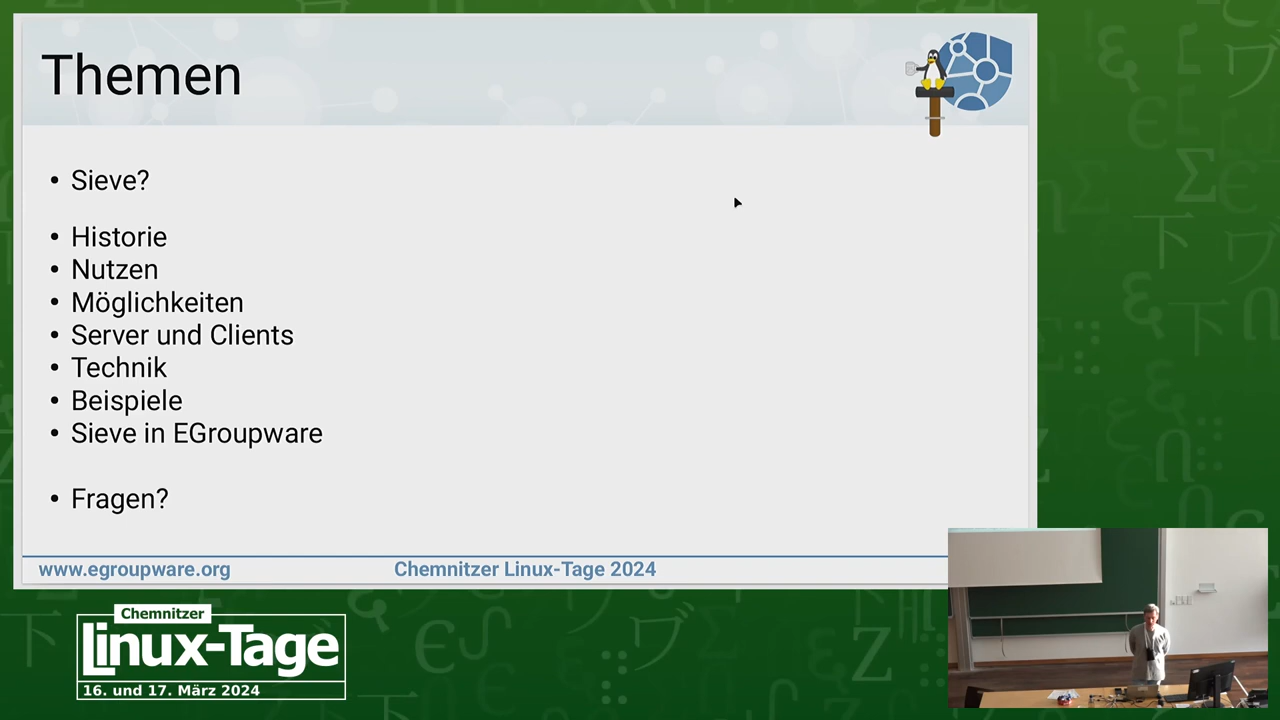 Themen
• Sieve?
• Historie
• Nutzen
• Möglichkeiten
• Server und Clients
• Technik
• Beispiele
• Sieve in EGroupware
• Fragen?
www.egroupware.org
Chemnitzer Linux-Tage 2024
Chemnitzer
Linux-Tage
16. und 17. März 2024